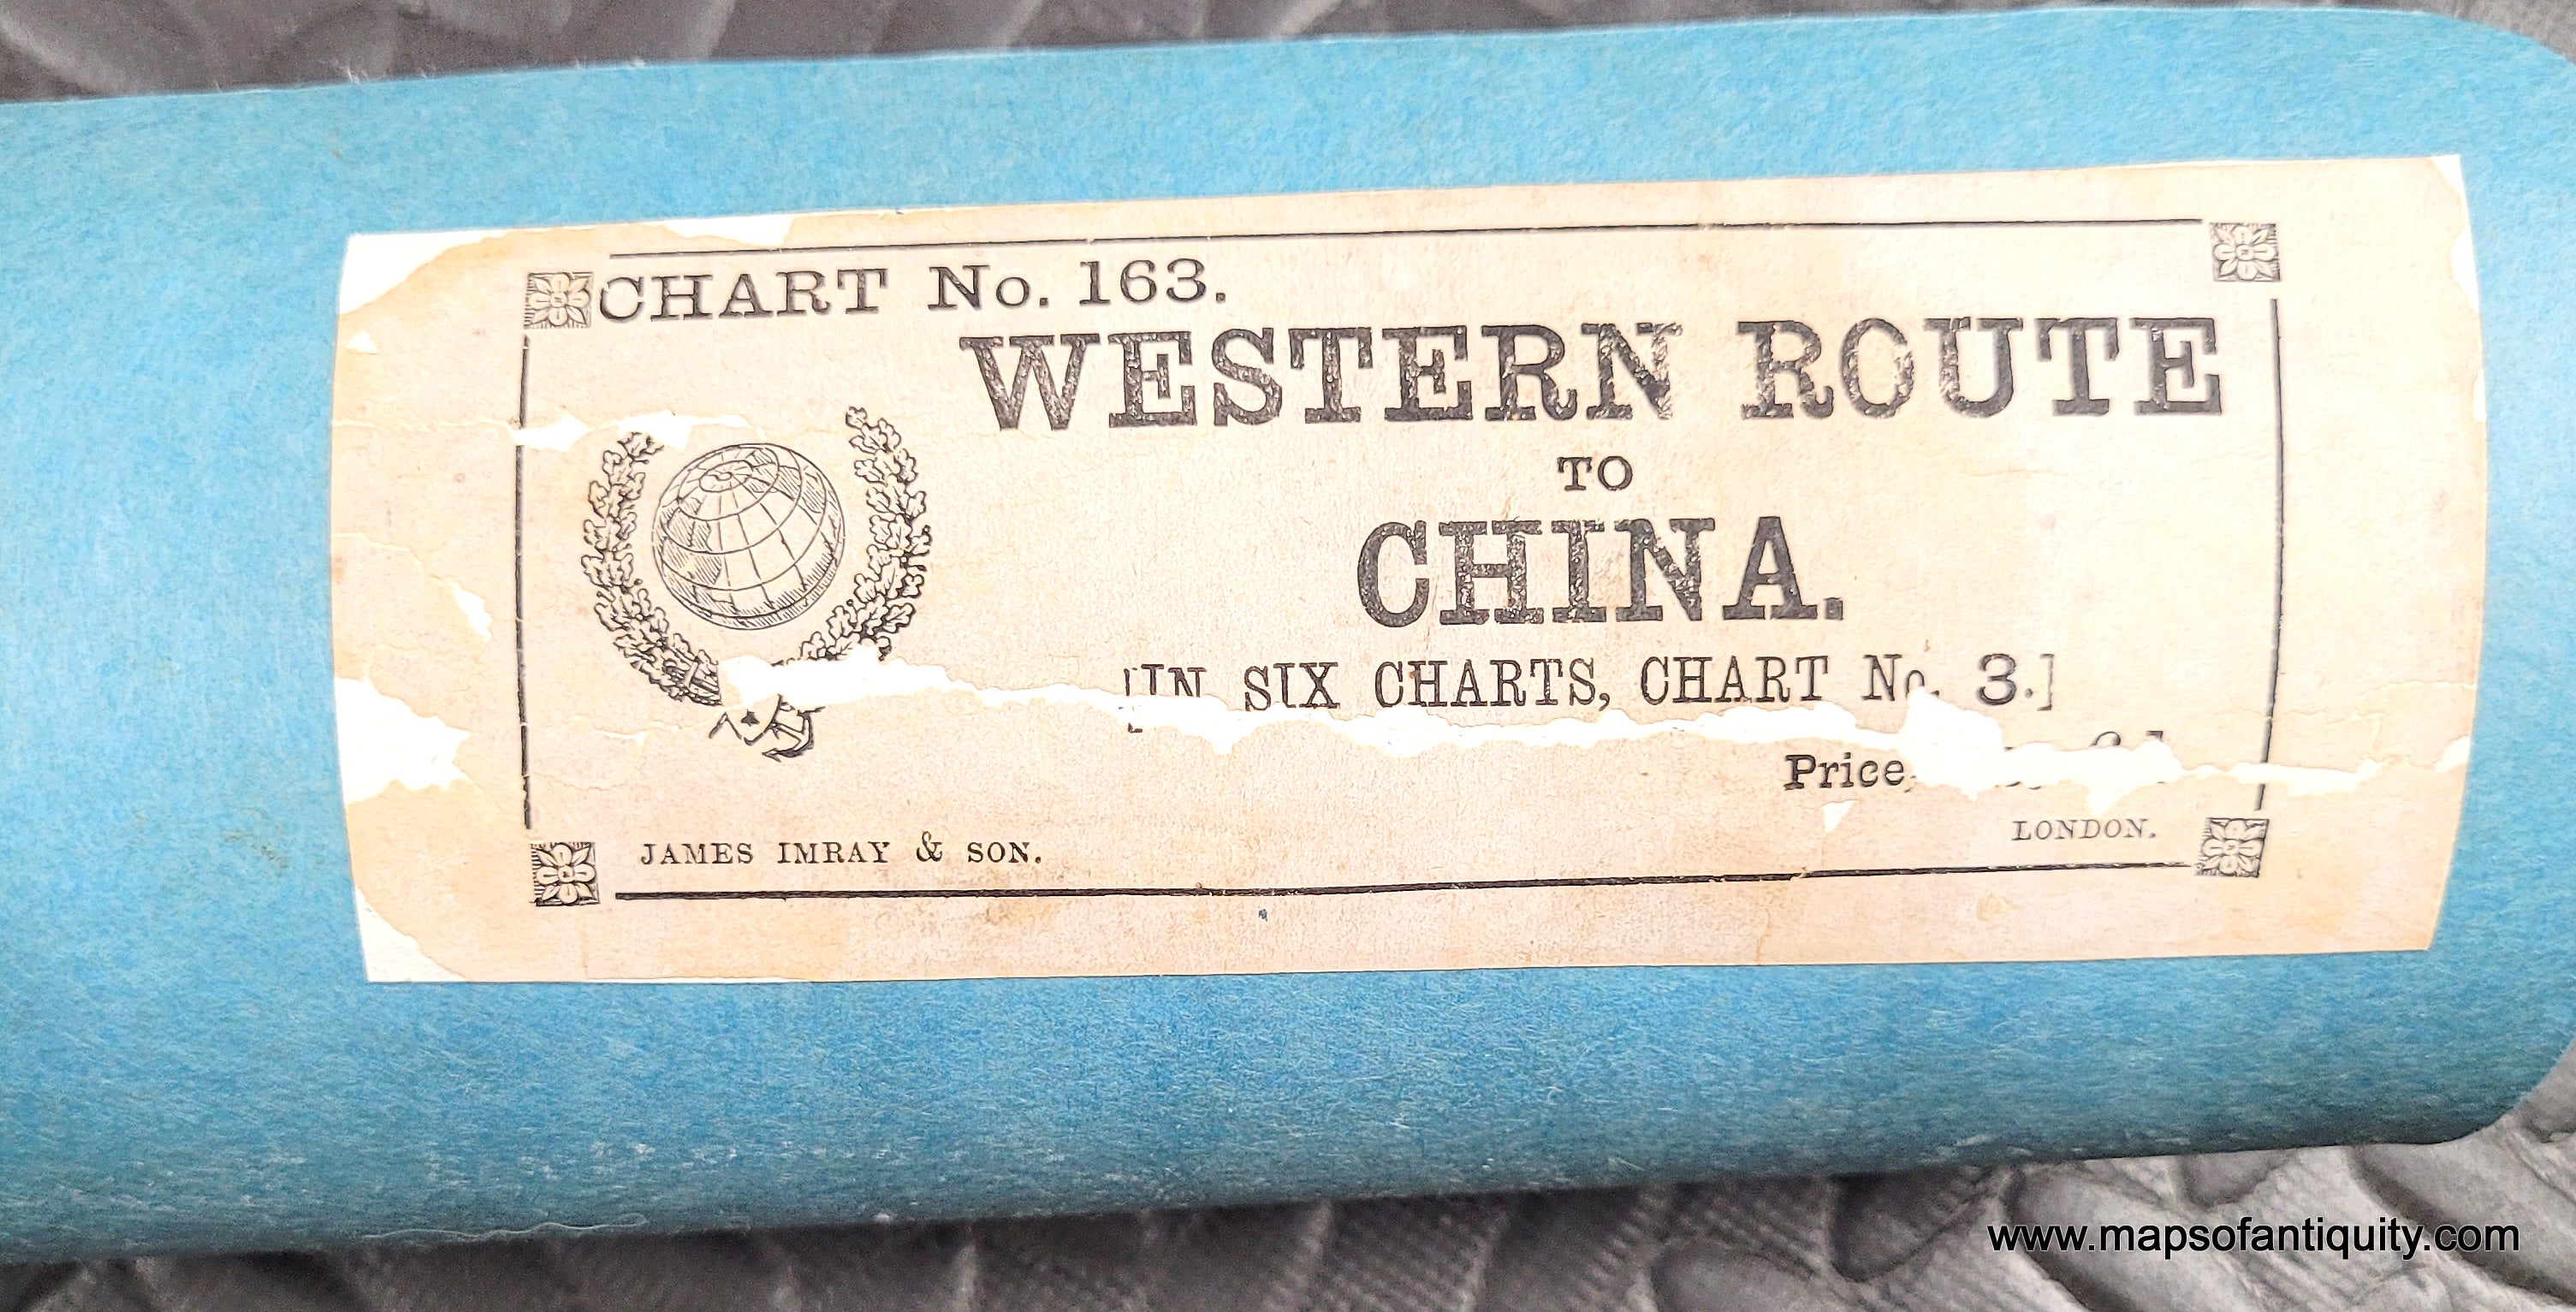 CHART No. 163.
WESTERN ROUTE
TO
CHINA.
[IN SIX CHARTS, CHART No. 3.]
Price,
JAMES IMRAY & SON.
LONDON.
www.mapsofantiquity.com